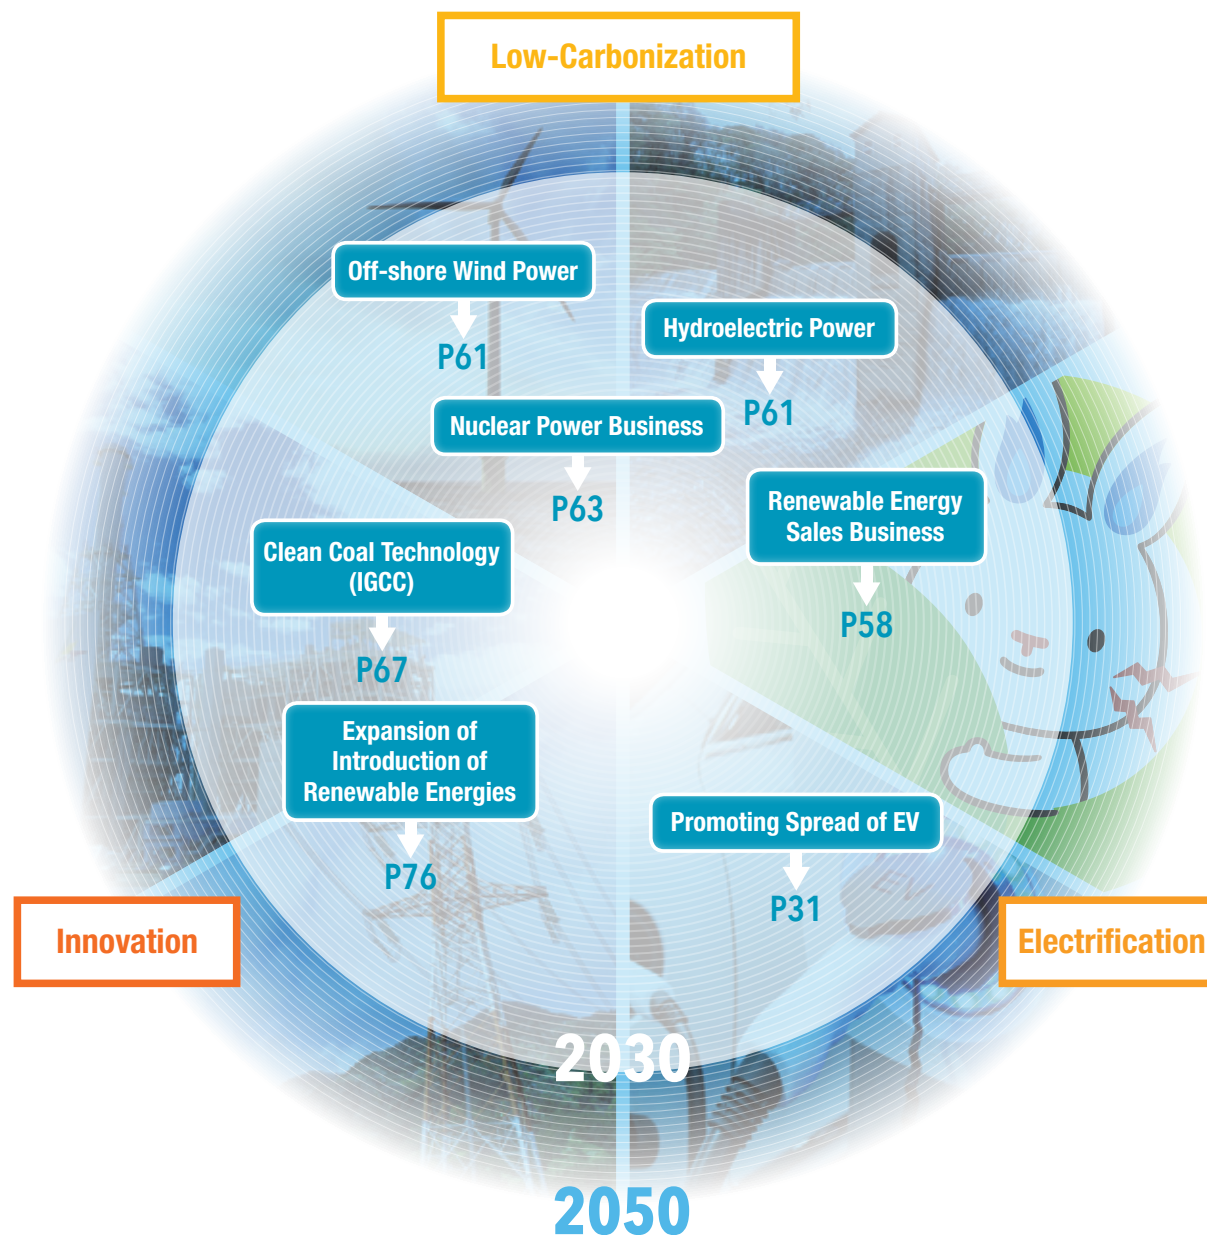 Low-Carbonization
Off-shore Wind Power
P61
Hydroelectric Power
P61
Nuclear Power Business
P63
Renewable Energy
Sales Business
P58
Clean Coal Technology
(IGCC)
P67
Expansion of
Introduction of
Renewable Energies
P76
Promoting Spread of EV
P31
Innovation
Electrification
2030
2050